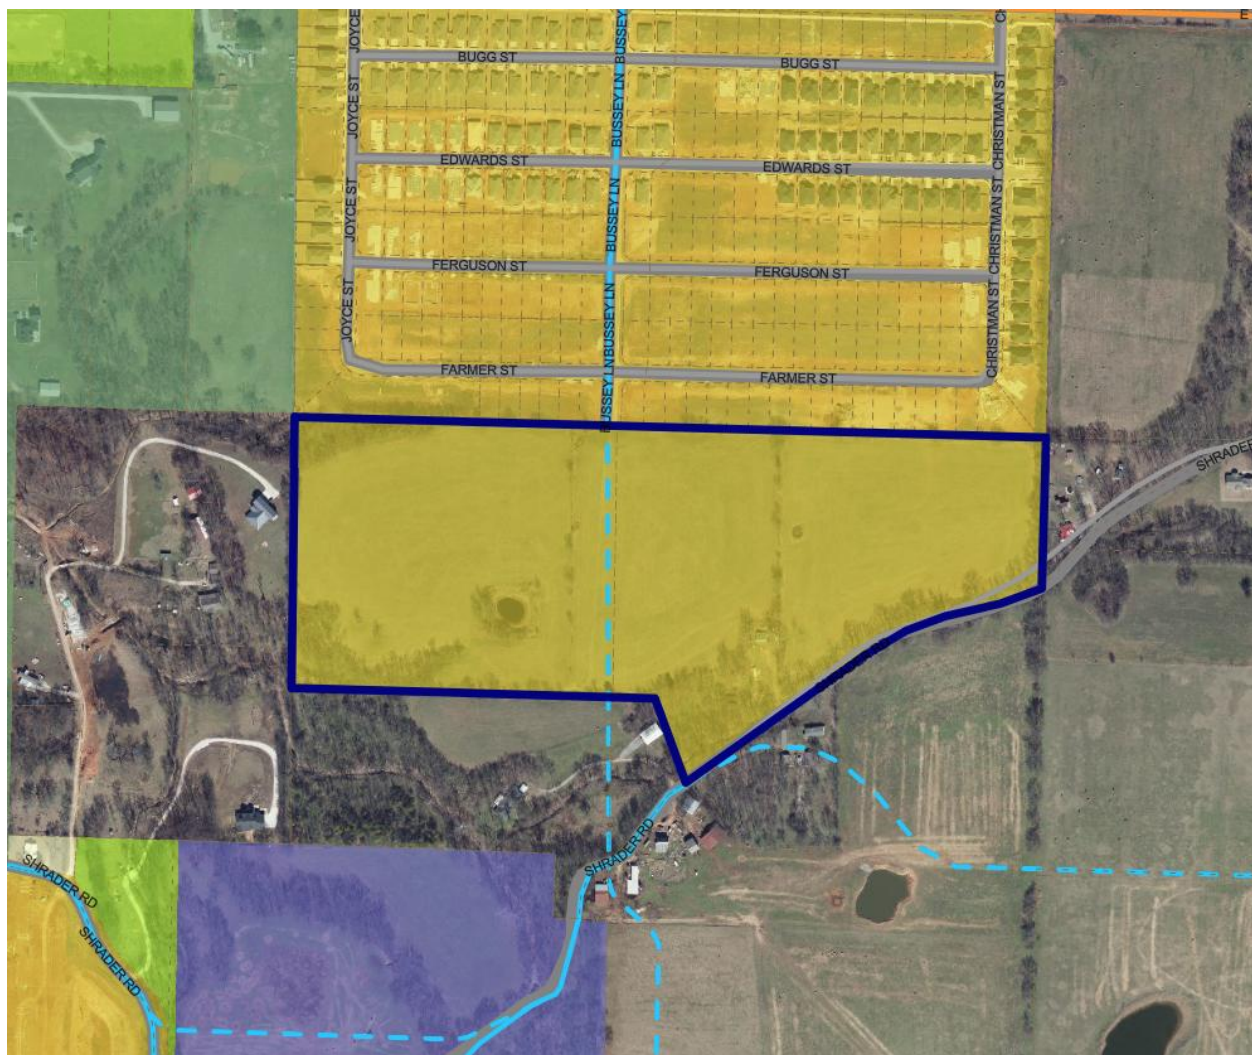 JOYCE ST
BUSSEY LN
BUSSEY
E
BUGG ST
BUGG ST
JOYCE ST
BUSSEY LN
CHRISTMAN ST
EDWARDS ST
EDWARDS ST
JOYCE ST
BUSSEY LN
CHRISTMAN ST
FERGUSON ST
FERGUSON ST
JOYCE ST
BUSSEY LN
CHRISTMAN ST
FARMER ST
FARMER ST
BUSSEY LN
SHRADER
SHRADER RD
SHRADER RD
SHRADER RD